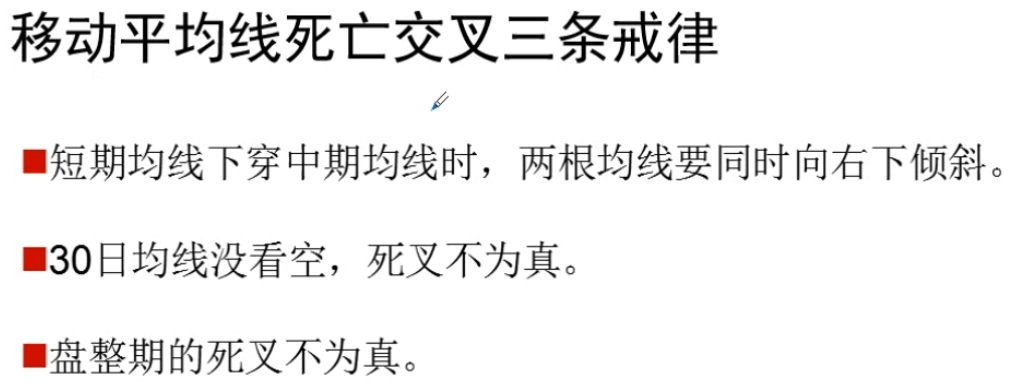 移动平均线死亡交叉三条戒律
■短期均线下穿中期均线时，两根均线要同时向右下倾斜。
■30日均线没看空，死叉不为真。
■盘整期的死叉不为真。